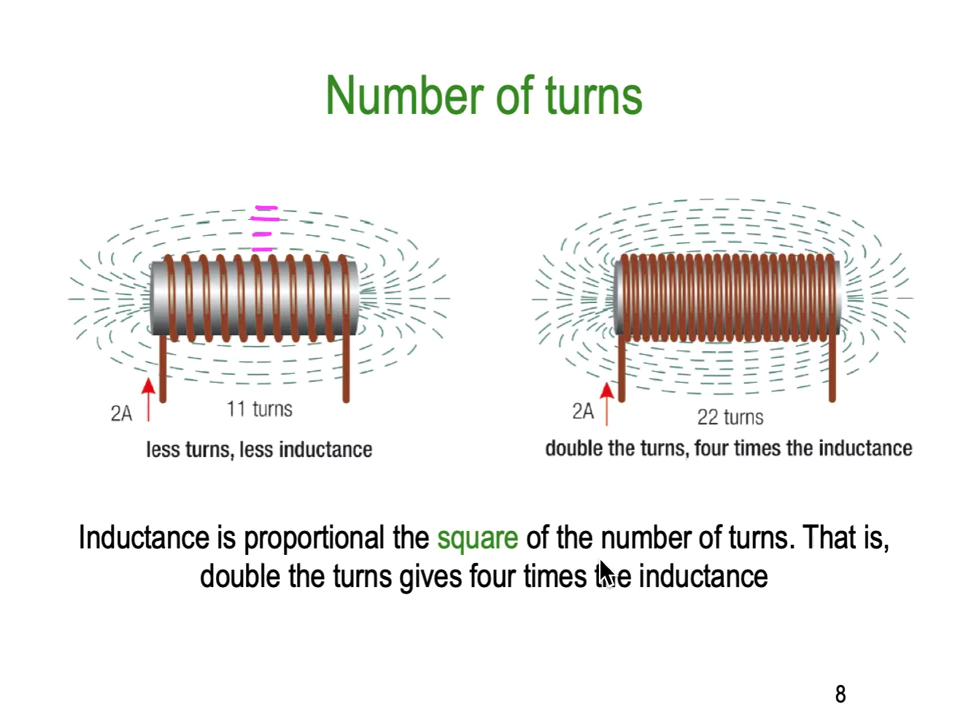 Number of turns
2A
11 turns
less turns, less inductance
2A
22 turns
double the turns, four times the inductance
Inductance is proportional the square of the number of turns. That is,
double the turns gives four times the inductance
8